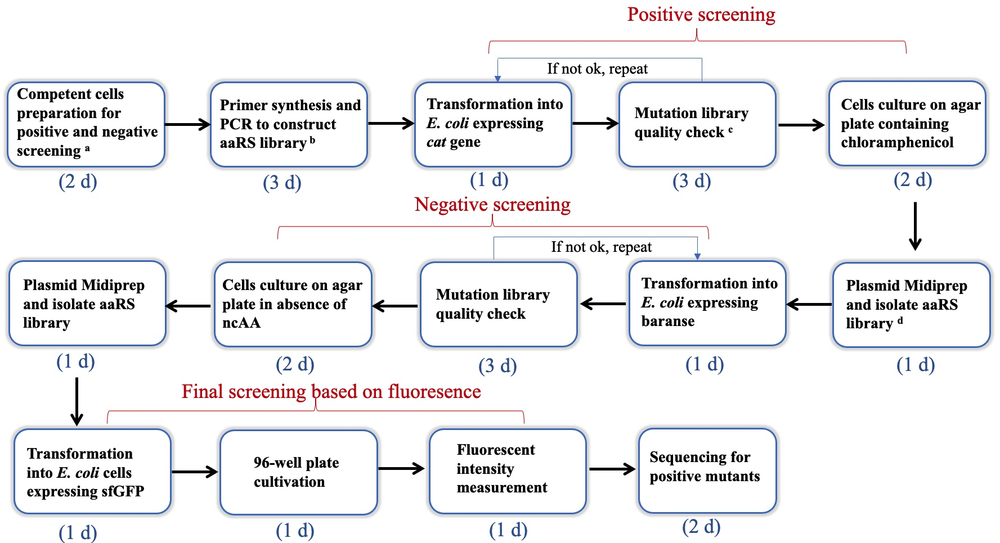 Positive screening
If not ok, repeat
Competent cells
preparation for
positive and negative
screening a
(2 d)
Primer synthesis and
PCR to construct
aaRS library b
(3 d)
Transformation into
E. coli expressing
cat gene
(1 d)
Mutation library
quality check c
(3 d)
Cells culture on agar
plate containing
chloramphenicol
(2 d)
Negative screening
If not ok, repeat
Plasmid Midiprep
and isolate aaRS
library d
(1 d)
Transformation into
E. coli expressing
baranse
(1 d)
Mutation library
quality check
(3 d)
Cells culture on agar
plate in absence of
ncAA
(2 d)
Plasmid Midiprep
and isolate aaRS
library
(1 d)
Final screening based on fluoresence
Transformation
into E. coli cells
expressing sfGFP
(1 d)
96-well plate
cultivation
(1 d)
Fluorescent
intensity
measurement
(1 d)
Sequencing for
positive mutants
(2 d)